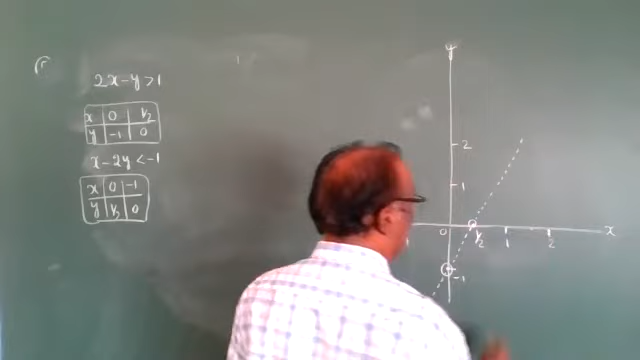 2x-y>1
x 0 1/2
y -1 0
x-2y<-1
x 0 -1
y 1/2 0
y
2
1
0 1/2 1 2 x
-1